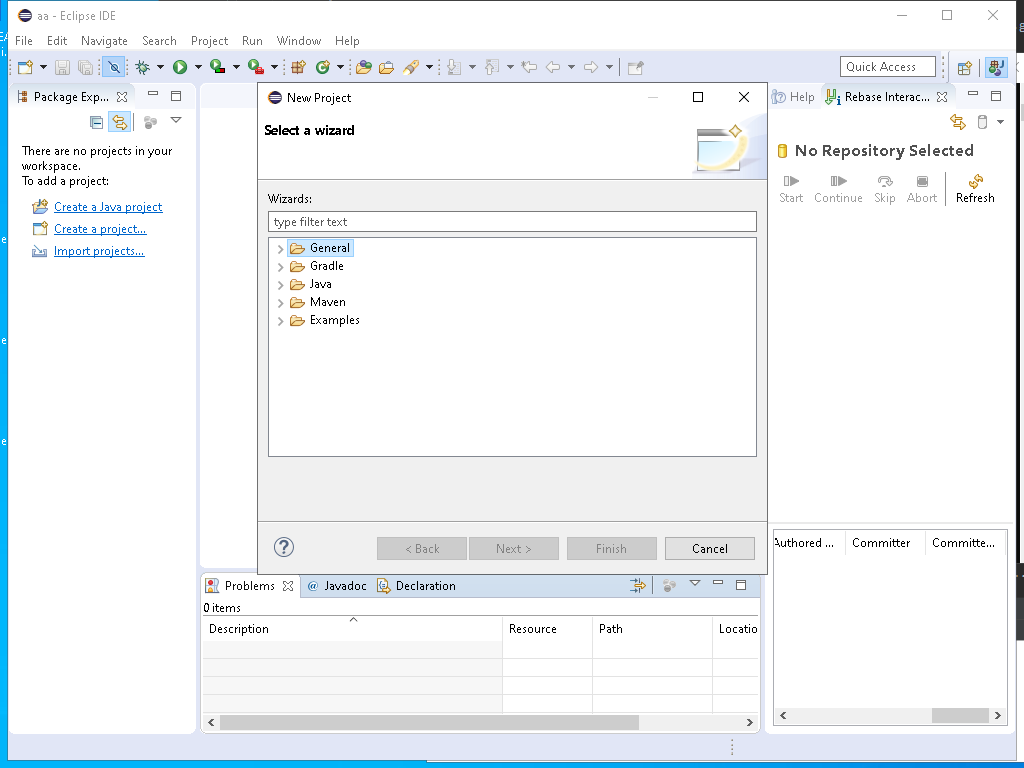 aa - Eclipse IDE
File Edit Navigate Search Project Run Window Help
Quick Access
Package Exp...
There are no projects in your
workspace.
To add a project:
Create a Java project
Create a project...
Import projects...
New Project
Select a wizard
Wizards:
type filter text
General
Gradle
Java
Maven
Examples
?
< Back Next > Finish Cancel
Help Rebase Interac...
No Repository Selected
Start Continue Skip Abort Refresh
Authored ... Committer Committe...
Problems @ Javadoc Declaration
0 items
Description Resource Path Locatio